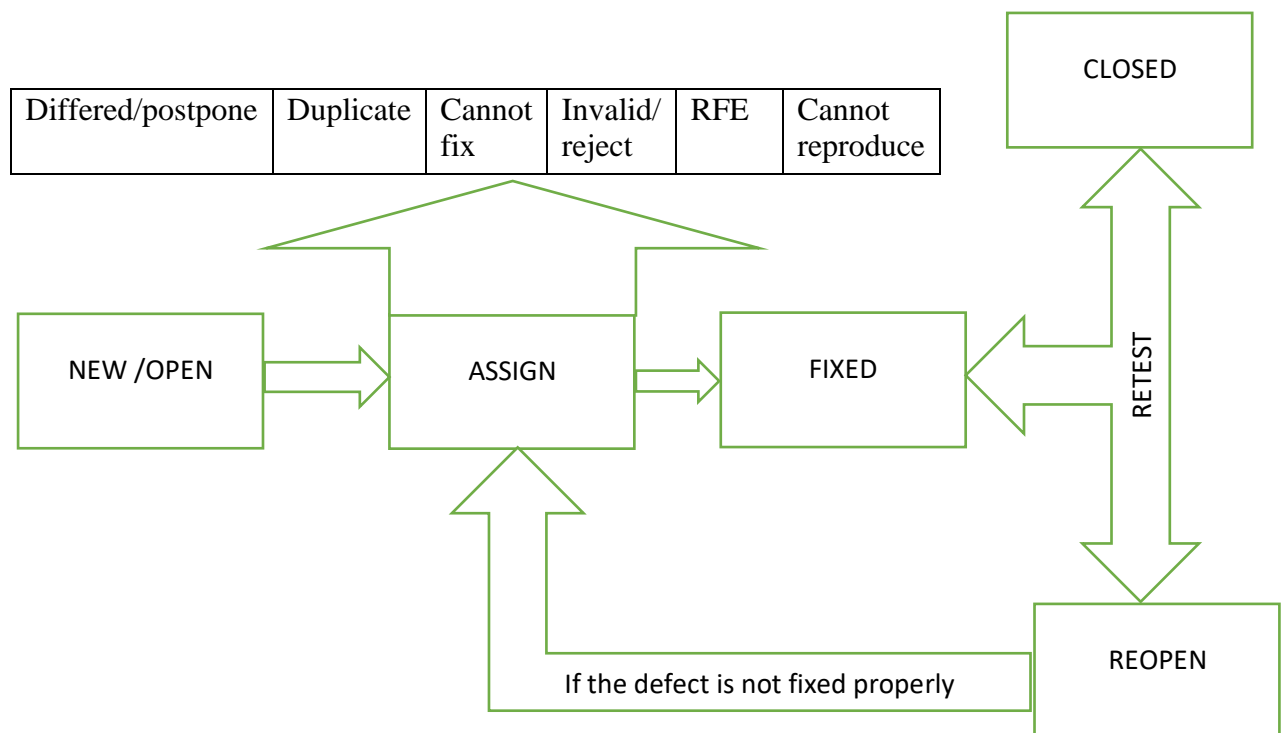 CLOSED
Differed/postpone
Duplicate
Cannot
fix
Invalid/
reject
RFE
Cannot
reproduce
NEW /OPEN
ASSIGN
FIXED
RETEST
REOPEN
If the defect is not fixed properly